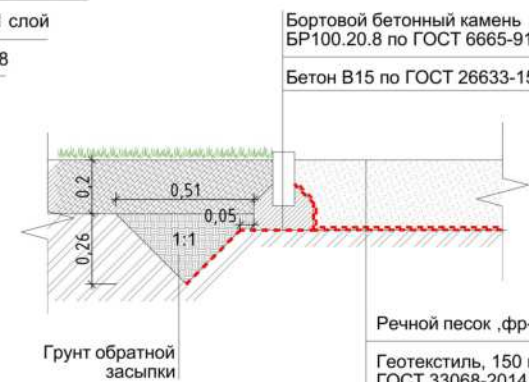 слой
8
Бортовой бетонный камень
БР100.20.8 по ГОСТ 6665-91
Бетон В15 по ГОСТ 26633-15
0,2
0,51
0,05
0,26
1:1
Речной песок ,фр-
Грунт обратной
засыпки
Геотекстиль, 150
ГОСТ 33068-2014